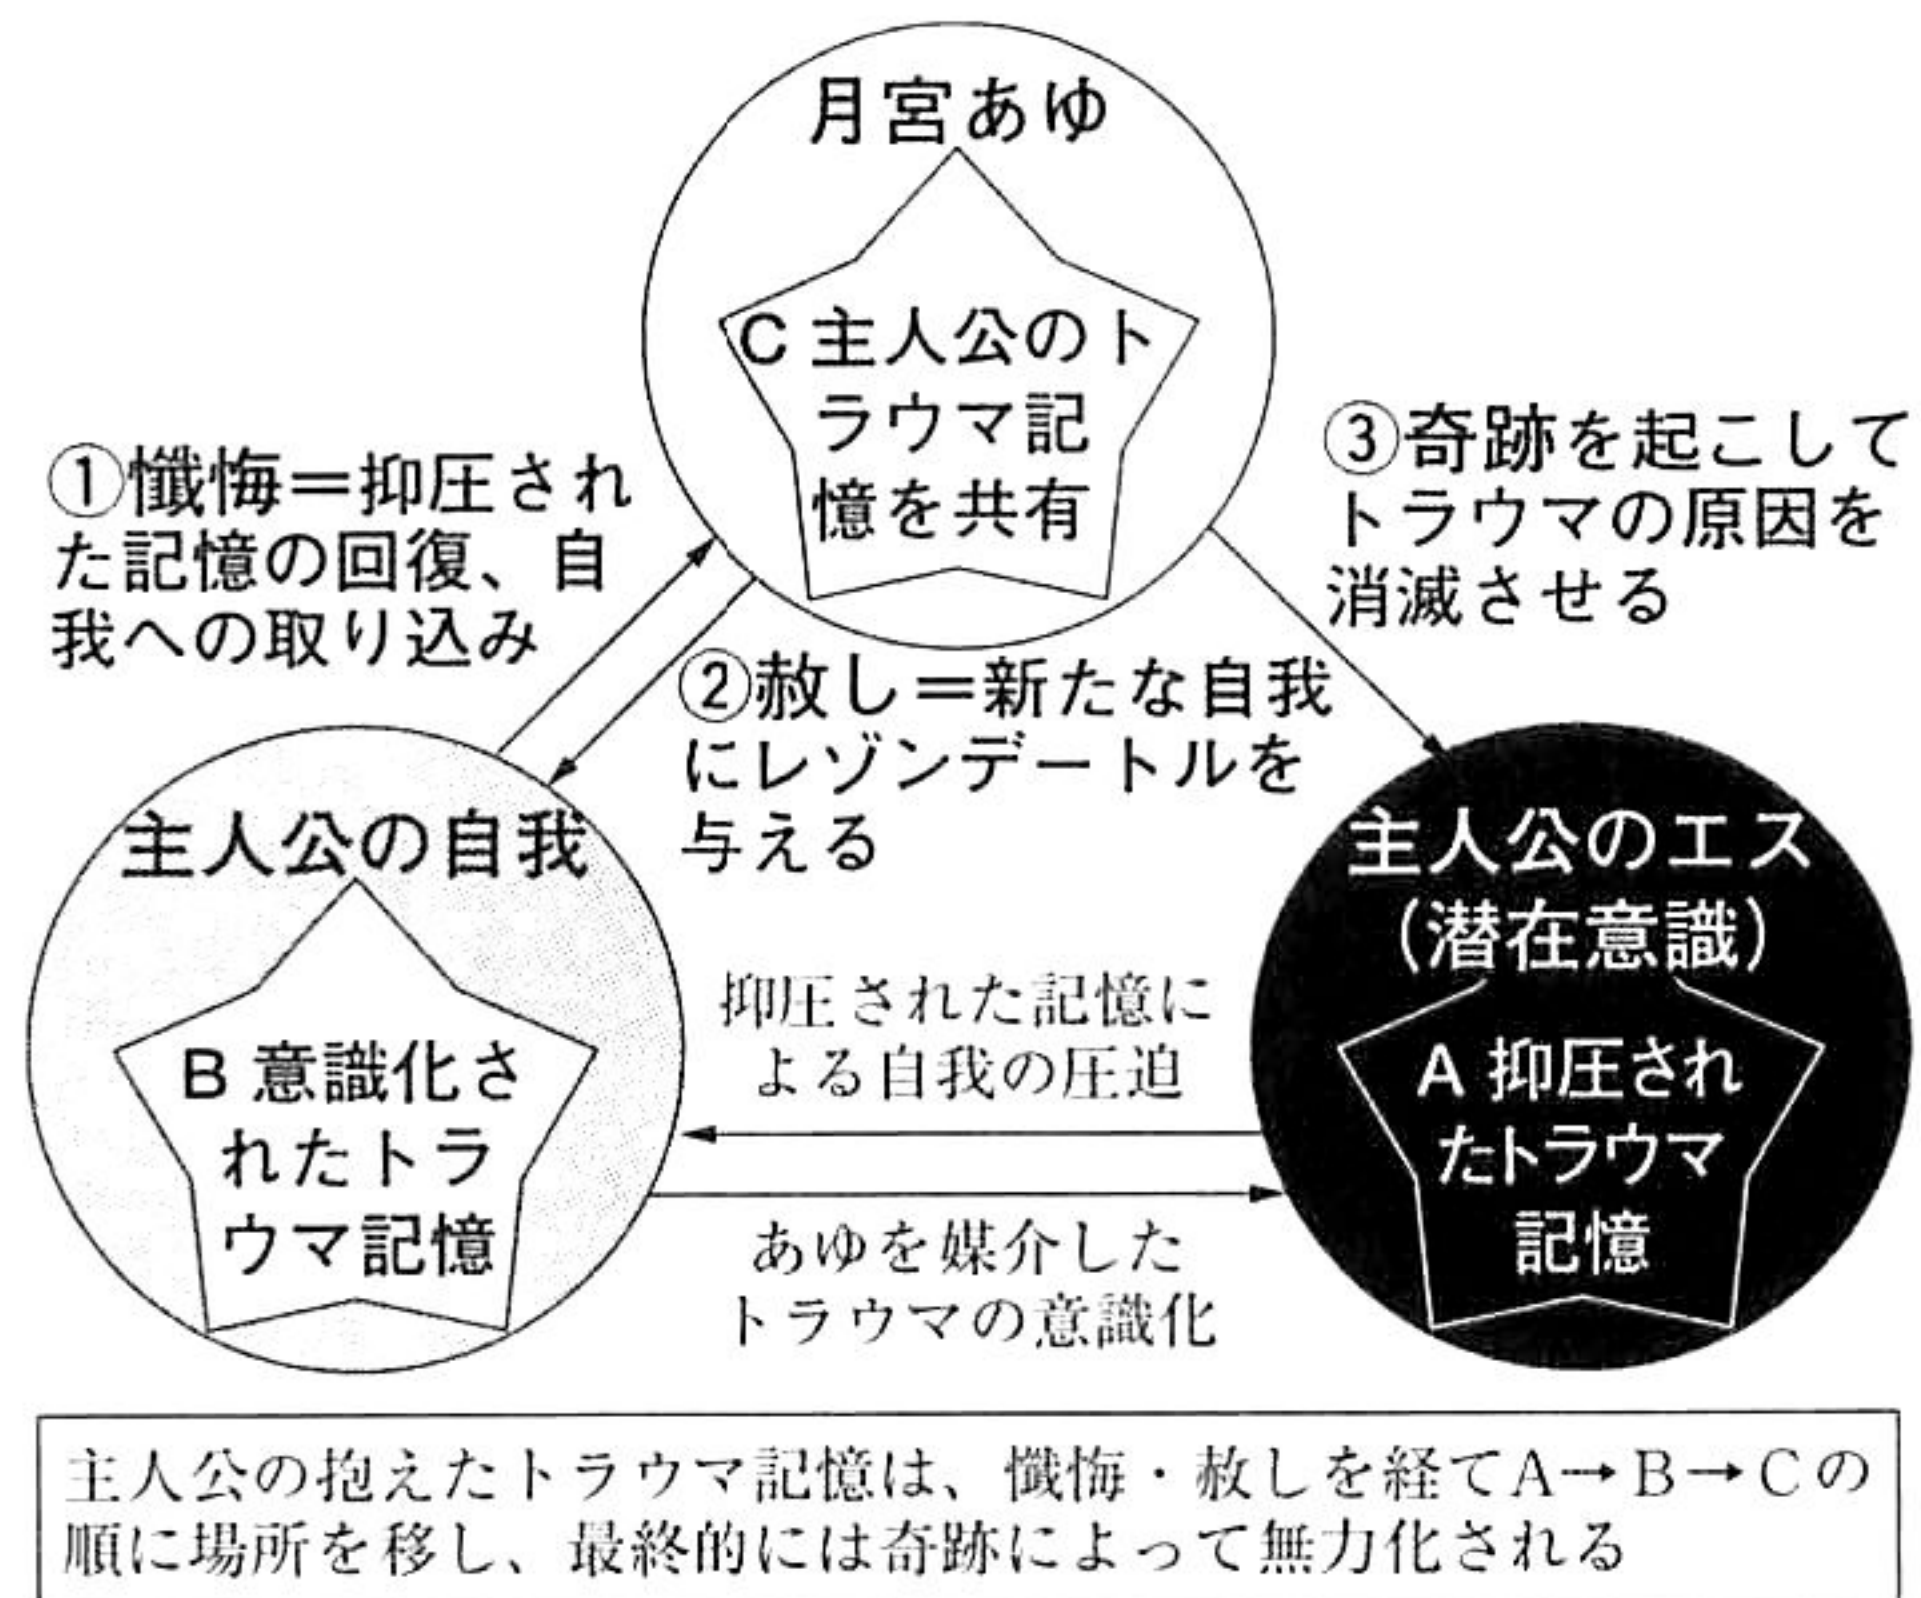 月宮あゆ
C 主人公のト
ラウマ記
憶を共有
①懺悔＝抑圧され
た記憶の回復、自
我への取り込み
③奇跡を起こして
トラウマの原因を
消滅させる
②赦し＝新たな自我
にレゾンデートルを
与える
主人公の自我
B 意識化さ
れたトラ
ウマ記憶
抑圧された記憶に
よる自我の圧迫
あゆを媒介した
トラウマの意識化
主人公のエス
（潜在意識）
A 抑圧され
たトラウマ
記憶
主人公の抱えたトラウマ記憶は、懺悔・赦しを経てA→B→Cの
順に場所を移し、最終的には奇跡によって無力化される